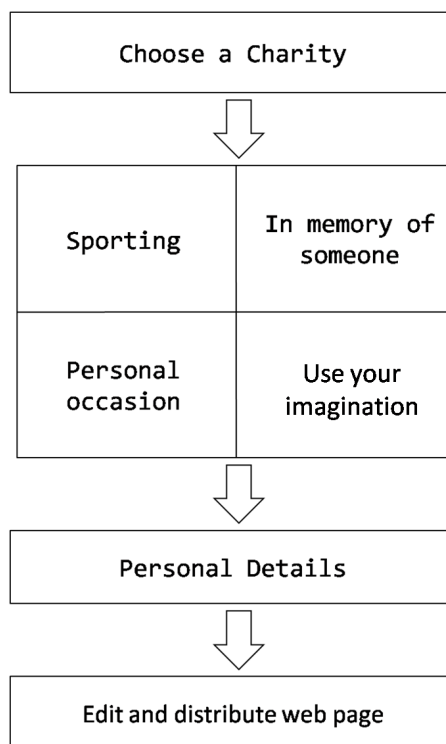 Choose a Charity
Sporting
In memory of
someone
Personal
occasion
Use your
imagination
Personal Details
Edit and distribute web page